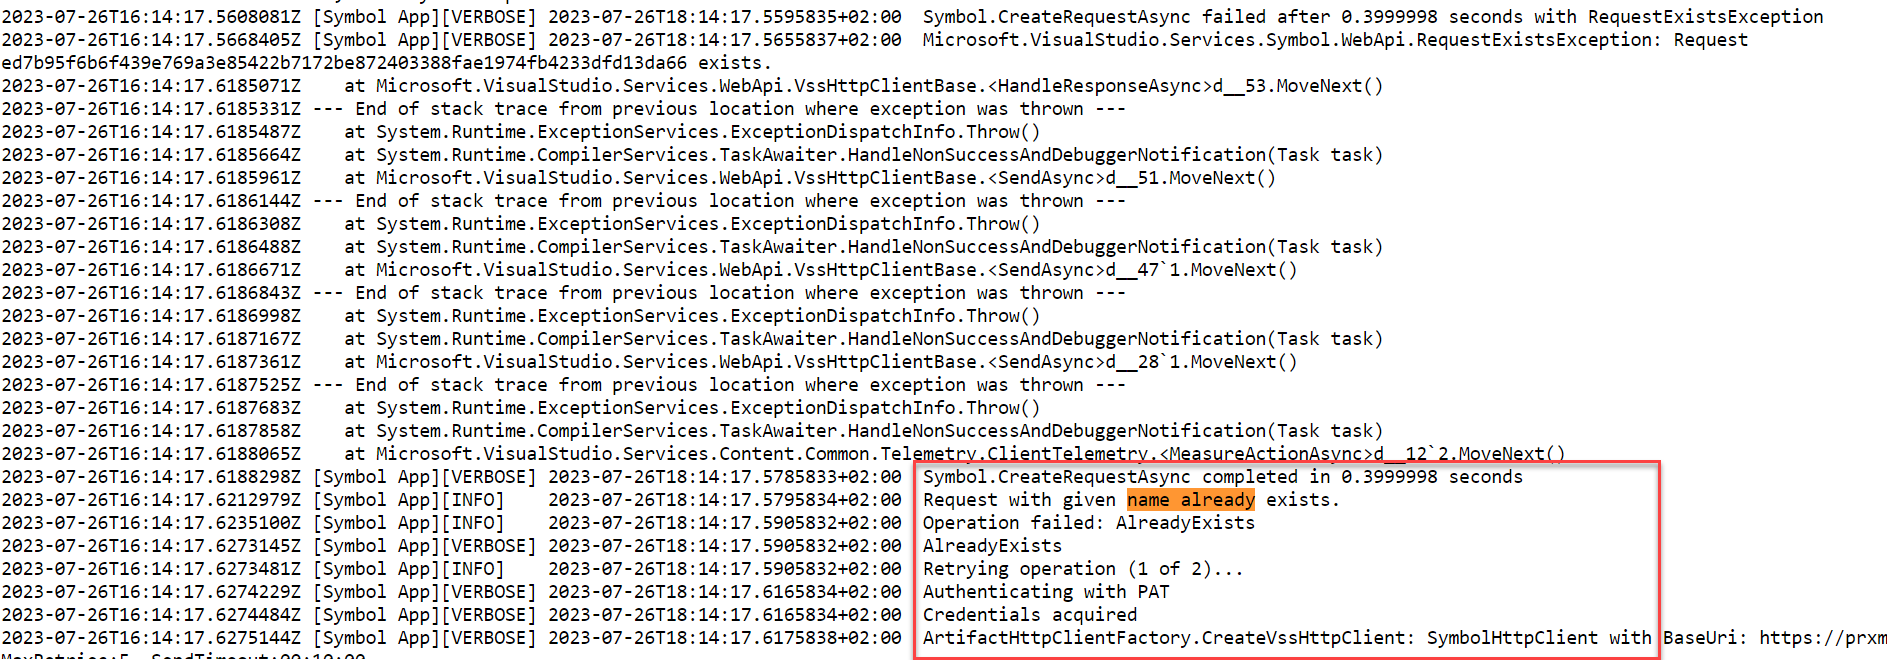 2023-07-26T16:14:17.5608081Z [Symbol App][VERBOSE] 2023-07-26T18:14:17.5595835+02:00  Symbol.CreateRequestAsync failed after 0.3999998 seconds with RequestExistsException
2023-07-26T16:14:17.5668405Z [Symbol App][VERBOSE] 2023-07-26T18:14:17.5655837+02:00  Microsoft.VisualStudio.Services.Symbol.WebApi.RequestExistsException: Request
ed7b95f6b6f439e769a3e85422b7172be872403388fae1974fb4233dfd13da66 exists.
2023-07-26T16:14:17.6185071Z    at Microsoft.VisualStudio.Services.WebApi.VssHttpClientBase.<HandleResponseAsync>d__53.MoveNext()
2023-07-26T16:14:17.6185331Z --- End of stack trace from previous location where exception was thrown ---
2023-07-26T16:14:17.6185487Z    at System.Runtime.ExceptionServices.ExceptionDispatchInfo.Throw()
2023-07-26T16:14:17.6185664Z    at System.Runtime.CompilerServices.TaskAwaiter.HandleNonSuccessAndDebuggerNotification(Task task)
2023-07-26T16:14:17.6185961Z    at Microsoft.VisualStudio.Services.WebApi.VssHttpClientBase.<SendAsync>d__51.MoveNext()
2023-07-26T16:14:17.6186144Z --- End of stack trace from previous location where exception was thrown ---
2023-07-26T16:14:17.6186308Z    at System.Runtime.ExceptionServices.ExceptionDispatchInfo.Throw()
2023-07-26T16:14:17.6186488Z    at System.Runtime.CompilerServices.TaskAwaiter.HandleNonSuccessAndDebuggerNotification(Task task)
2023-07-26T16:14:17.6186671Z    at Microsoft.VisualStudio.Services.WebApi.VssHttpClientBase.<SendAsync>d__47`1.MoveNext()
2023-07-26T16:14:17.6186843Z --- End of stack trace from previous location where exception was thrown ---
2023-07-26T16:14:17.6186998Z    at System.Runtime.ExceptionServices.ExceptionDispatchInfo.Throw()
2023-07-26T16:14:17.6187167Z    at System.Runtime.CompilerServices.TaskAwaiter.HandleNonSuccessAndDebuggerNotification(Task task)
2023-07-26T16:14:17.6187361Z    at Microsoft.VisualStudio.Services.WebApi.VssHttpClientBase.<SendAsync>d__28`1.MoveNext()
2023-07-26T16:14:17.6187525Z --- End of stack trace from previous location where exception was thrown ---
2023-07-26T16:14:17.6187683Z    at System.Runtime.ExceptionServices.ExceptionDispatchInfo.Throw()
2023-07-26T16:14:17.6187858Z    at System.Runtime.CompilerServices.TaskAwaiter.HandleNonSuccessAndDebuggerNotification(Task task)
2023-07-26T16:14:17.6188065Z    at Microsoft.VisualStudio.Services.Content.Common.Telemetry.ClientTelemetry.<MeasureActionAsync>d__12`2.MoveNext()
2023-07-26T16:14:17.6188298Z [Symbol App][VERBOSE] 2023-07-26T18:14:17.5785833+02:00  Symbol.CreateRequestAsync completed in 0.3999998 seconds
2023-07-26T16:14:17.6212979Z [Symbol App][INFO]    2023-07-26T18:14:17.5795834+02:00  Request with given name already exists.
2023-07-26T16:14:17.6235100Z [Symbol App][INFO]    2023-07-26T18:14:17.5905832+02:00  Operation failed: AlreadyExists
2023-07-26T16:14:17.6273145Z [Symbol App][VERBOSE] 2023-07-26T18:14:17.5905832+02:00  AlreadyExists
2023-07-26T16:14:17.6273481Z [Symbol App][INFO]    2023-07-26T18:14:17.5905832+02:00  Retrying operation (1 of 2)...
2023-07-26T16:14:17.6274229Z [Symbol App][VERBOSE] 2023-07-26T18:14:17.6165834+02:00  Authenticating with PAT
2023-07-26T16:14:17.6274484Z [Symbol App][VERBOSE] 2023-07-26T18:14:17.6165834+02:00  Credentials acquired
2023-07-26T16:14:17.6275144Z [Symbol App][VERBOSE] 2023-07-26T18:14:17.6175838+02:00  ArtifactHttpClientFactory.CreateVssHttpClient: SymbolHttpClient with BaseUri: https://prxm